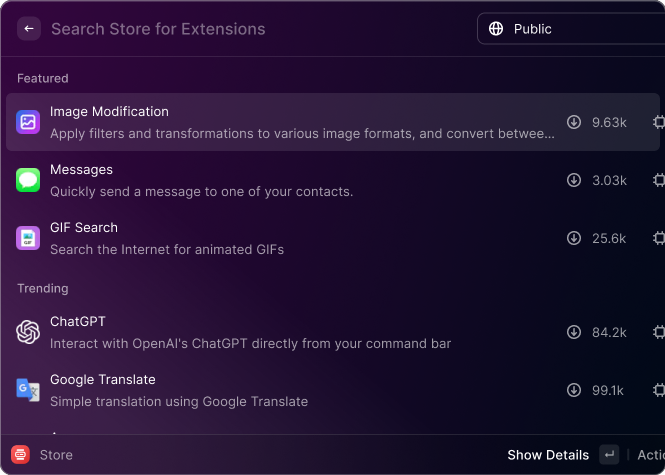 Search Store for Extensions
Public
Featured
Image Modification
Apply filters and transformations to various image formats, and convert betwee...
9.63k
Messages
Quickly send a message to one of your contacts.
3.03k
GIF Search
Search the Internet for animated GIFs
25.6k
GIF
Trending
ChatGPT
Interact with OpenAI's ChatGPT directly from your command bar
84.2k
Google Translate
Simple translation using Google Translate
99.1k
G
Store
Show Details
Actio